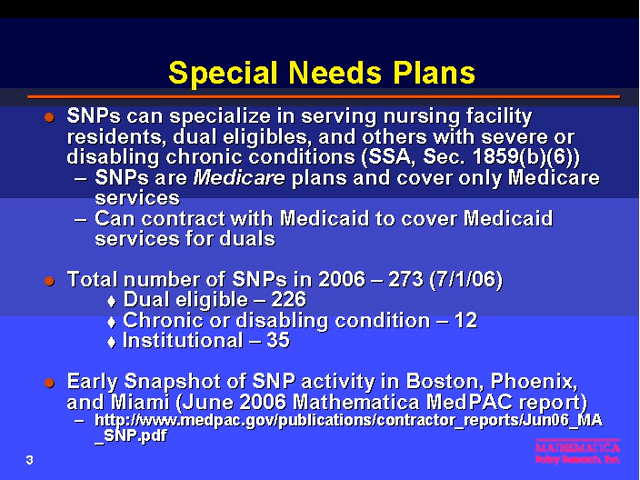 Special Needs Plans
● SNPs can specialize in serving nursing facility
residents, dual eligibles, and others with severe or
disabling chronic conditions (SSA, Sec. 1859(b)(6))
– SNPs are Medicare plans and cover only Medicare
services
– Can contract with Medicaid to cover Medicaid
services for duals
● Total number of SNPs in 2006 – 273 (7/1/06)
♦ Dual eligible – 226
♦ Chronic or disabling condition – 12
♦ Institutional – 35
● Early Snapshot of SNP activity in Boston, Phoenix,
and Miami (June 2006 Mathematica MedPAC report)
– http://www.medpac.gov/publications/contractor_reports/Jun06_MA
_SNP.pdf
3
MATHEMATICA
Policy Research, Inc.